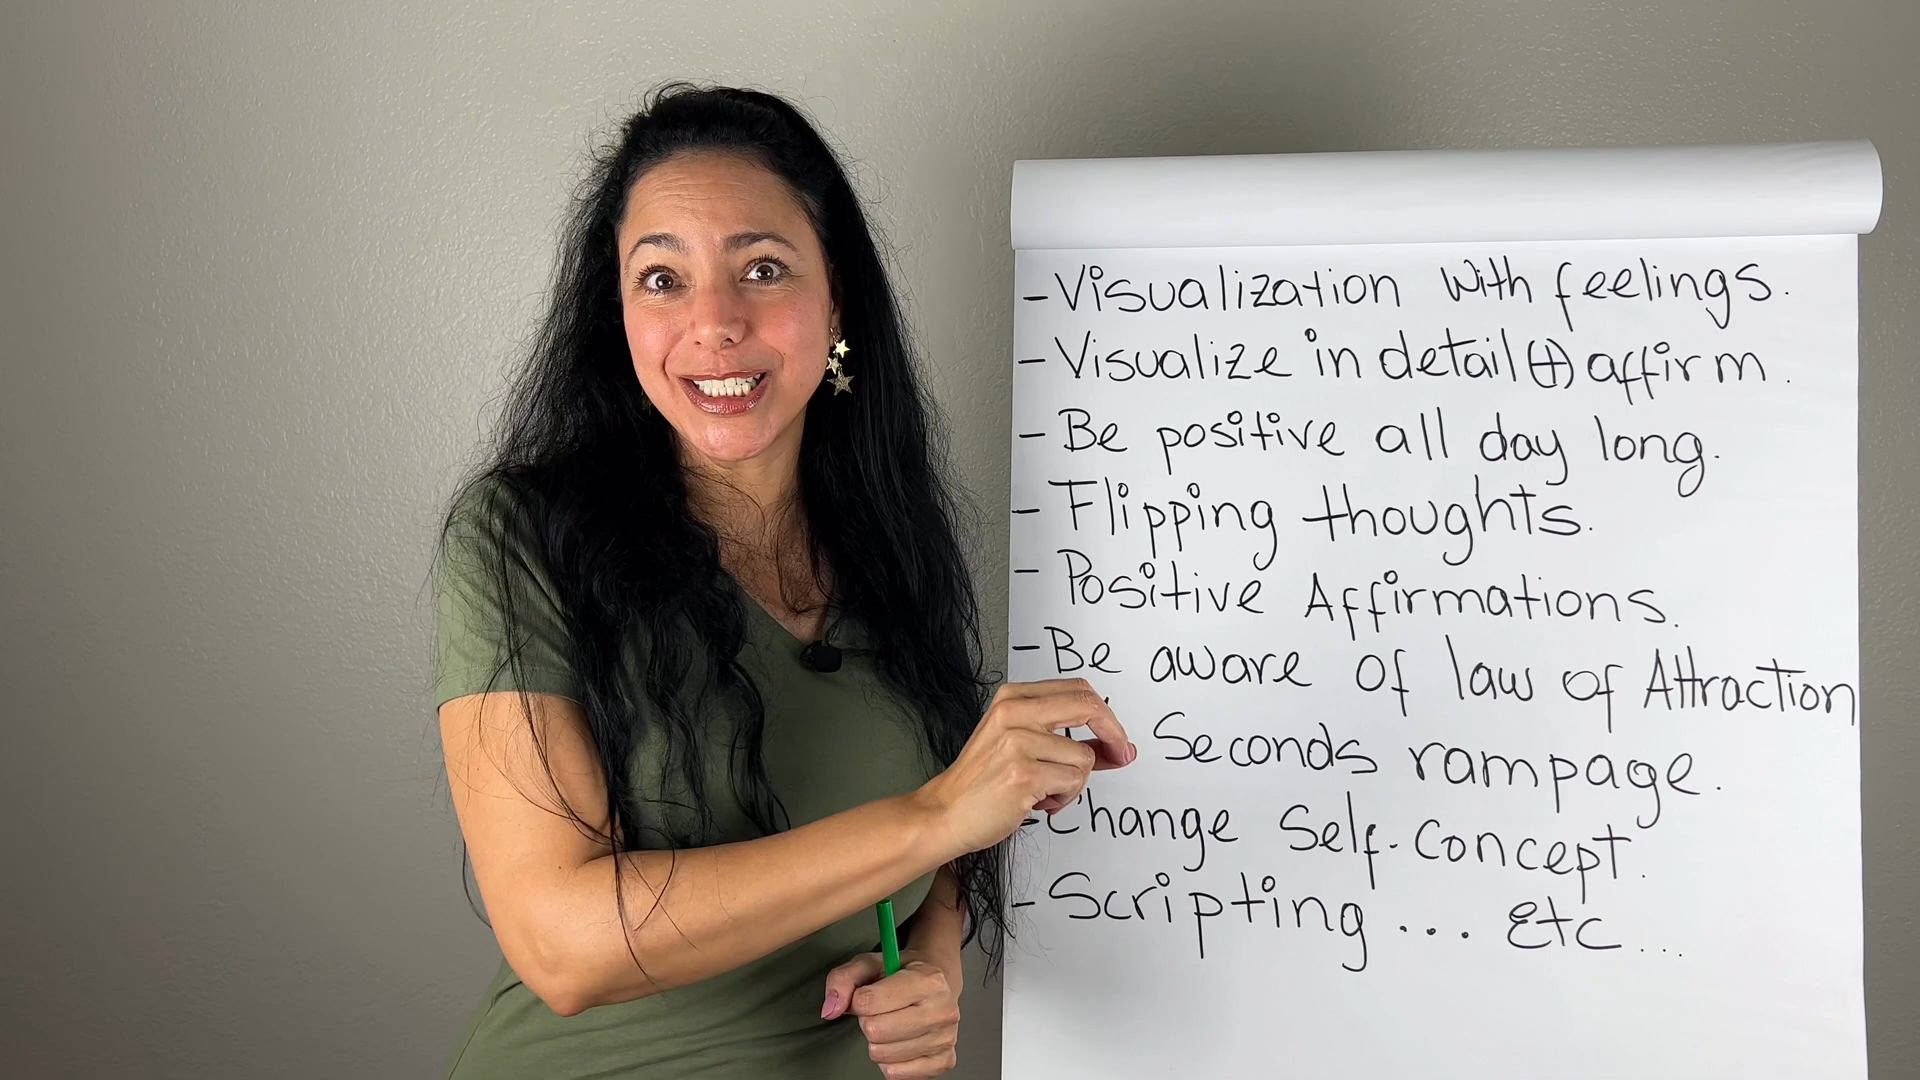 - Visualization with feelings.
- Visualize in detail (+) affirm.
- Be positive all day long.
- Flipping thoughts.
- Positive Affirmations.
- Be aware of law of Attraction
Seconds rampage.
- Change Self-Concept.
- Scripting ... Etc...